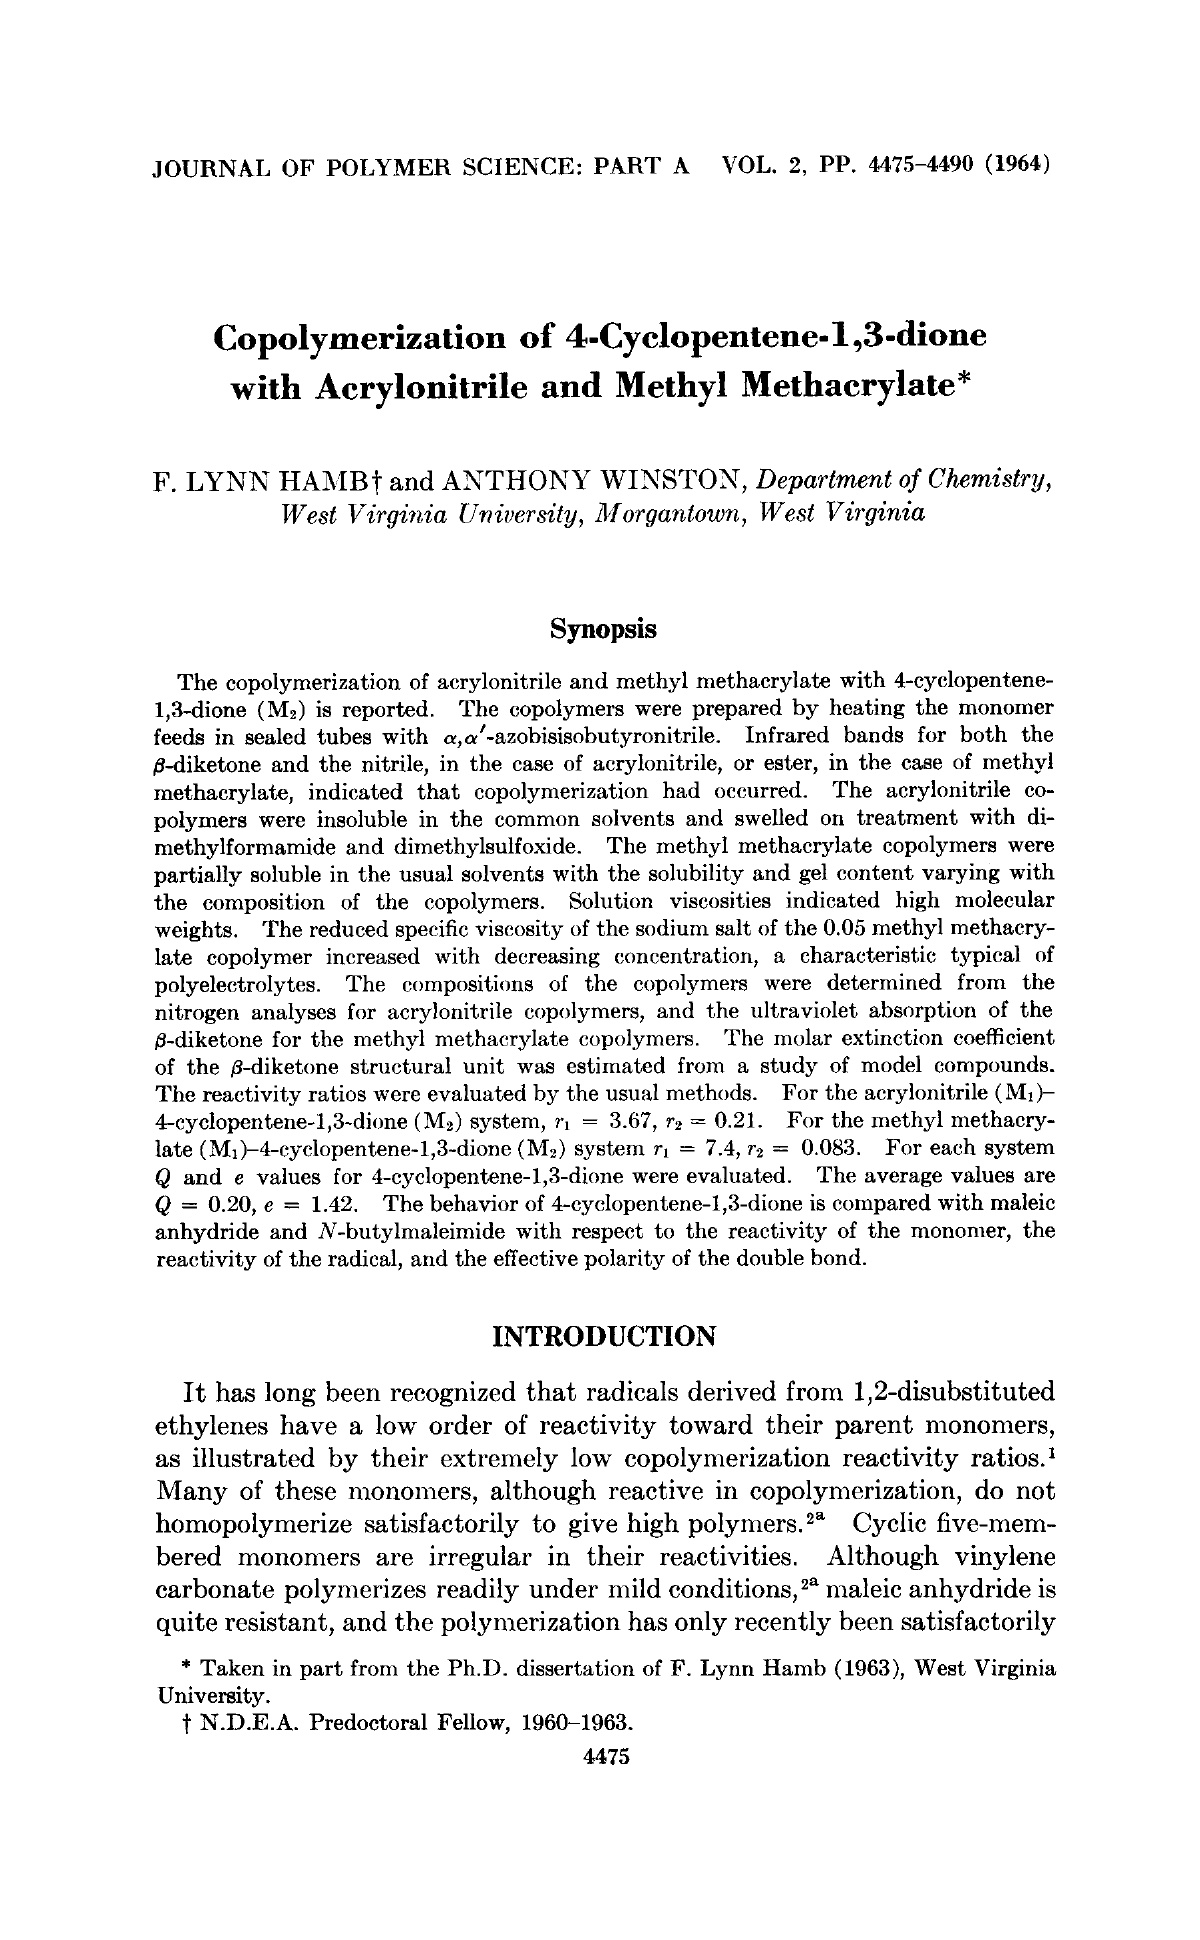 JOURNAL OF POLYMER SCIENCE: PART A VOL. 2, PP. 4475–4490 (1964)
Copolymerization of 4-Cyclopentene-1,3-dione
with Acrylonitrile and Methyl Methacrylate*
F. LYNN HAMB† and ANTHONY WINSTON, Department of Chemistry,
West Virginia University, Morgantown, West Virginia
Synopsis
The copolymerization of acrylonitrile and methyl methacrylate with 4-cyclopentene-
1,3-dione (M₂) is reported. The copolymers were prepared by heating the monomer
feeds in sealed tubes with α,α′-azobisisobutyronitrile. Infrared bands for both the
β-diketone and the nitrile, in the case of acrylonitrile, or ester, in the case of methyl
methacrylate, indicated that copolymerization had occurred. The acrylonitrile co-
polymers were insoluble in the common solvents and swelled on treatment with di-
methylformamide and dimethylsulfoxide. The methyl methacrylate copolymers were
partially soluble in the usual solvents with the solubility and gel content varying with
the composition of the copolymers. Solution viscosities indicated high molecular
weights. The reduced specific viscosity of the sodium salt of the 0.05 methyl methacry-
late copolymer increased with decreasing concentration, a characteristic typical of
polyelectrolytes. The compositions of the copolymers were determined from the
nitrogen analyses for acrylonitrile copolymers, and the ultraviolet absorption of the
β-diketone for the methyl methacrylate copolymers. The molar extinction coefficient
of the β-diketone structural unit was estimated from a study of model compounds.
The reactivity ratios were evaluated by the usual methods. For the acrylonitrile (M₁)–
4-cyclopentene-1,3-dione (M₂) system, r₁ = 3.67, r₂ = 0.21. For the methyl methacry-
late (M₁)–4-cyclopentene-1,3-dione (M₂) system r₁ = 7.4, r₂ = 0.083. For each system
Q and e values for 4-cyclopentene-1,3-dione were evaluated. The average values are
Q = 0.20, e = 1.42. The behavior of 4-cyclopentene-1,3-dione is compared with maleic
anhydride and N-butylmaleimide with respect to the reactivity of the monomer, the
reactivity of the radical, and the effective polarity of the double bond.
INTRODUCTION
It has long been recognized that radicals derived from 1,2-disubstituted
ethylenes have a low order of reactivity toward their parent monomers,
as illustrated by their extremely low copolymerization reactivity ratios.¹
Many of these monomers, although reactive in copolymerization, do not
homopolymerize satisfactorily to give high polymers.²ᵃ Cyclic five-mem-
bered monomers are irregular in their reactivities. Although vinylene
carbonate polymerizes readily under mild conditions,²ᵃ maleic anhydride is
quite resistant, and the polymerization has only recently been satisfactorily
* Taken in part from the Ph.D. dissertation of F. Lynn Hamb (1963), West Virginia
University.
† N.D.E.A. Predoctoral Fellow, 1960–1963.
4475